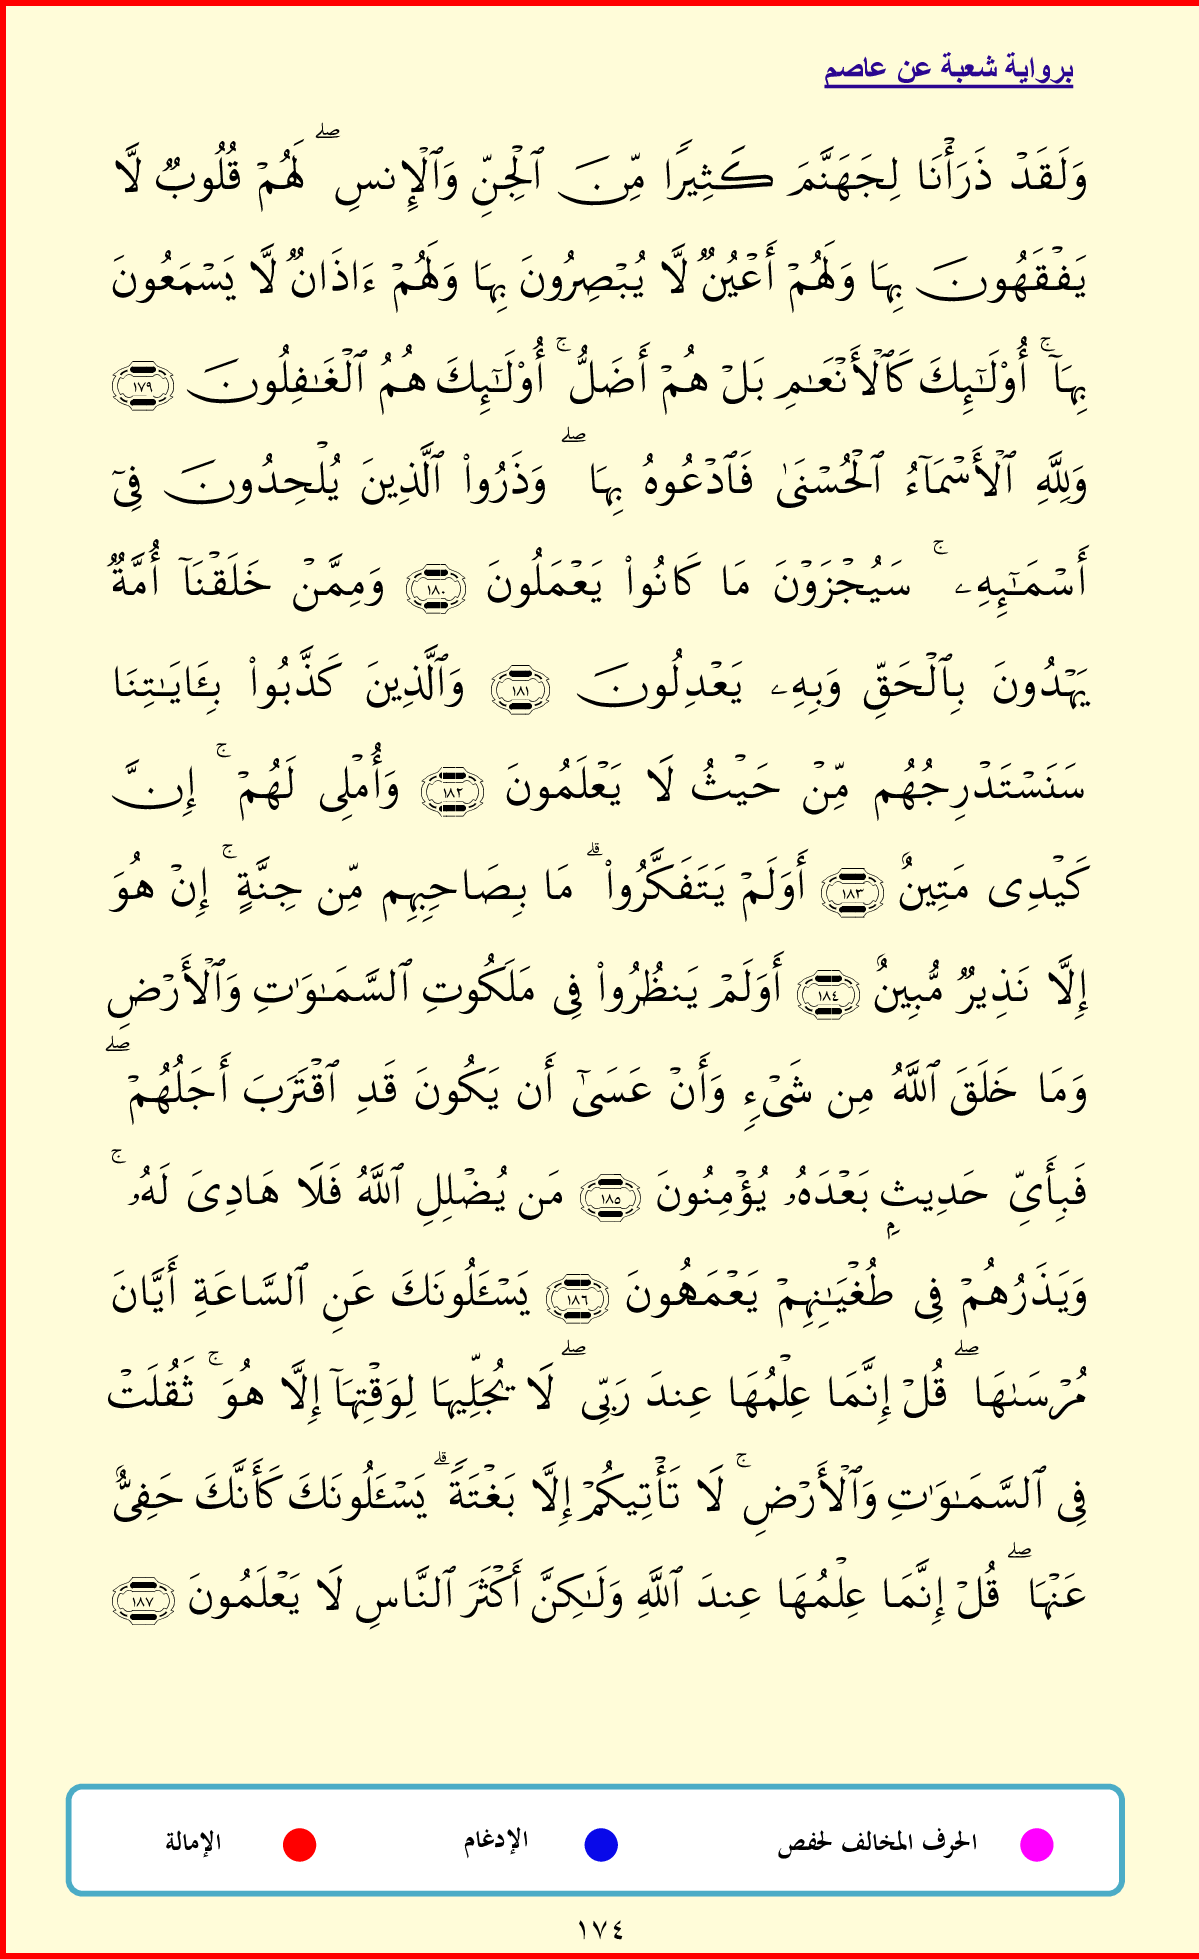 برواية شعبة عن عاصم
وَلَقَدۡ ذَرَأۡنَا لِجَهَنَّمَ كَثِيرٗا مِّنَ ٱلۡجِنِّ وَٱلۡإِنسِۖ لَهُمۡ قُلُوبٞ لَّا
يَفۡقَهُونَ بِهَا وَلَهُمۡ أَعۡيُنٞ لَّا يُبۡصِرُونَ بِهَا وَلَهُمۡ ءَاذَانٞ لَّا يَسۡمَعُونَ
بِهَآۚ أُوْلَٰٓئِكَ كَٱلۡأَنۡعَٰمِ بَلۡ هُمۡ أَضَلُّۚ أُوْلَٰٓئِكَ هُمُ ٱلۡغَٰفِلُونَ ١٧٩
وَلِلَّهِ ٱلۡأَسۡمَآءُ ٱلۡحُسۡنَىٰ فَٱدۡعُوهُ بِهَاۖ وَذَرُواْ ٱلَّذِينَ يُلۡحِدُونَ فِيٓ
أَسۡمَٰٓئِهِۦۚ سَيُجۡزَوۡنَ مَا كَانُواْ يَعۡمَلُونَ ١٨٠ وَمِمَّنۡ خَلَقۡنَآ أُمَّةٞ
يَهۡدُونَ بِٱلۡحَقِّ وَبِهِۦ يَعۡدِلُونَ ١٨١ وَٱلَّذِينَ كَذَّبُواْ بِـَٔايَٰتِنَا
سَنَسۡتَدۡرِجُهُم مِّنۡ حَيۡثُ لَا يَعۡلَمُونَ ١٨٢ وَأُمۡلِي لَهُمۡۚ إِنَّ
كَيۡدِي مَتِينٌ ١٨٣ أَوَلَمۡ يَتَفَكَّرُواْۗ مَا بِصَاحِبِهِم مِّن جِنَّةٍۚ إِنۡ هُوَ
إِلَّا نَذِيرٞ مُّبِينٌ ١٨٤ أَوَلَمۡ يَنظُرُواْ فِي مَلَكُوتِ ٱلسَّمَٰوَٰتِ وَٱلۡأَرۡضِ
وَمَا خَلَقَ ٱللَّهُ مِن شَيۡءٖ وَأَنۡ عَسَىٰٓ أَن يَكُونَ قَدِ ٱقۡتَرَبَ أَجَلُهُمۡۖ
فَبِأَيِّ حَدِيثِۭ بَعۡدَهُۥ يُؤۡمِنُونَ ١٨٥ مَن يُضۡلِلِ ٱللَّهُ فَلَا هَادِيَ لَهُۥۚ
وَيَذَرُهُمۡ فِي طُغۡيَٰنِهِمۡ يَعۡمَهُونَ ١٨٦ يَسۡـَٔلُونَكَ عَنِ ٱلسَّاعَةِ أَيَّانَ
مُرۡسَىٰهَاۖ قُلۡ إِنَّمَا عِلۡمُهَا عِندَ رَبِّيۖ لَا يُجَلِّيهَا لِوَقۡتِهَآ إِلَّا هُوَۚ ثَقُلَتۡ
فِي ٱلسَّمَٰوَٰتِ وَٱلۡأَرۡضِۚ لَا تَأۡتِيكُمۡ إِلَّا بَغۡتَةٗۗ يَسۡـَٔلُونَكَ كَأَنَّكَ حَفِيٌّ
عَنۡهَاۖ قُلۡ إِنَّمَا عِلۡمُهَا عِندَ ٱللَّهِ وَلَٰكِنَّ أَكۡثَرَ ٱلنَّاسِ لَا يَعۡلَمُونَ ١٨٧
الحرف المخالف لحفص الإدغام الإمالة
١٧٤